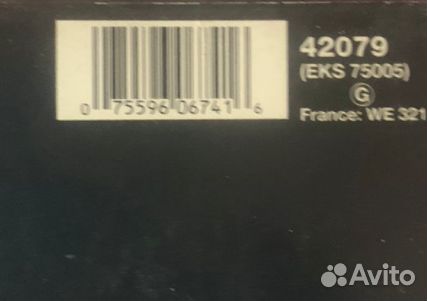 42079
(EKS 75005)
G
France: WE 321
0 75596 06741 6
Avito